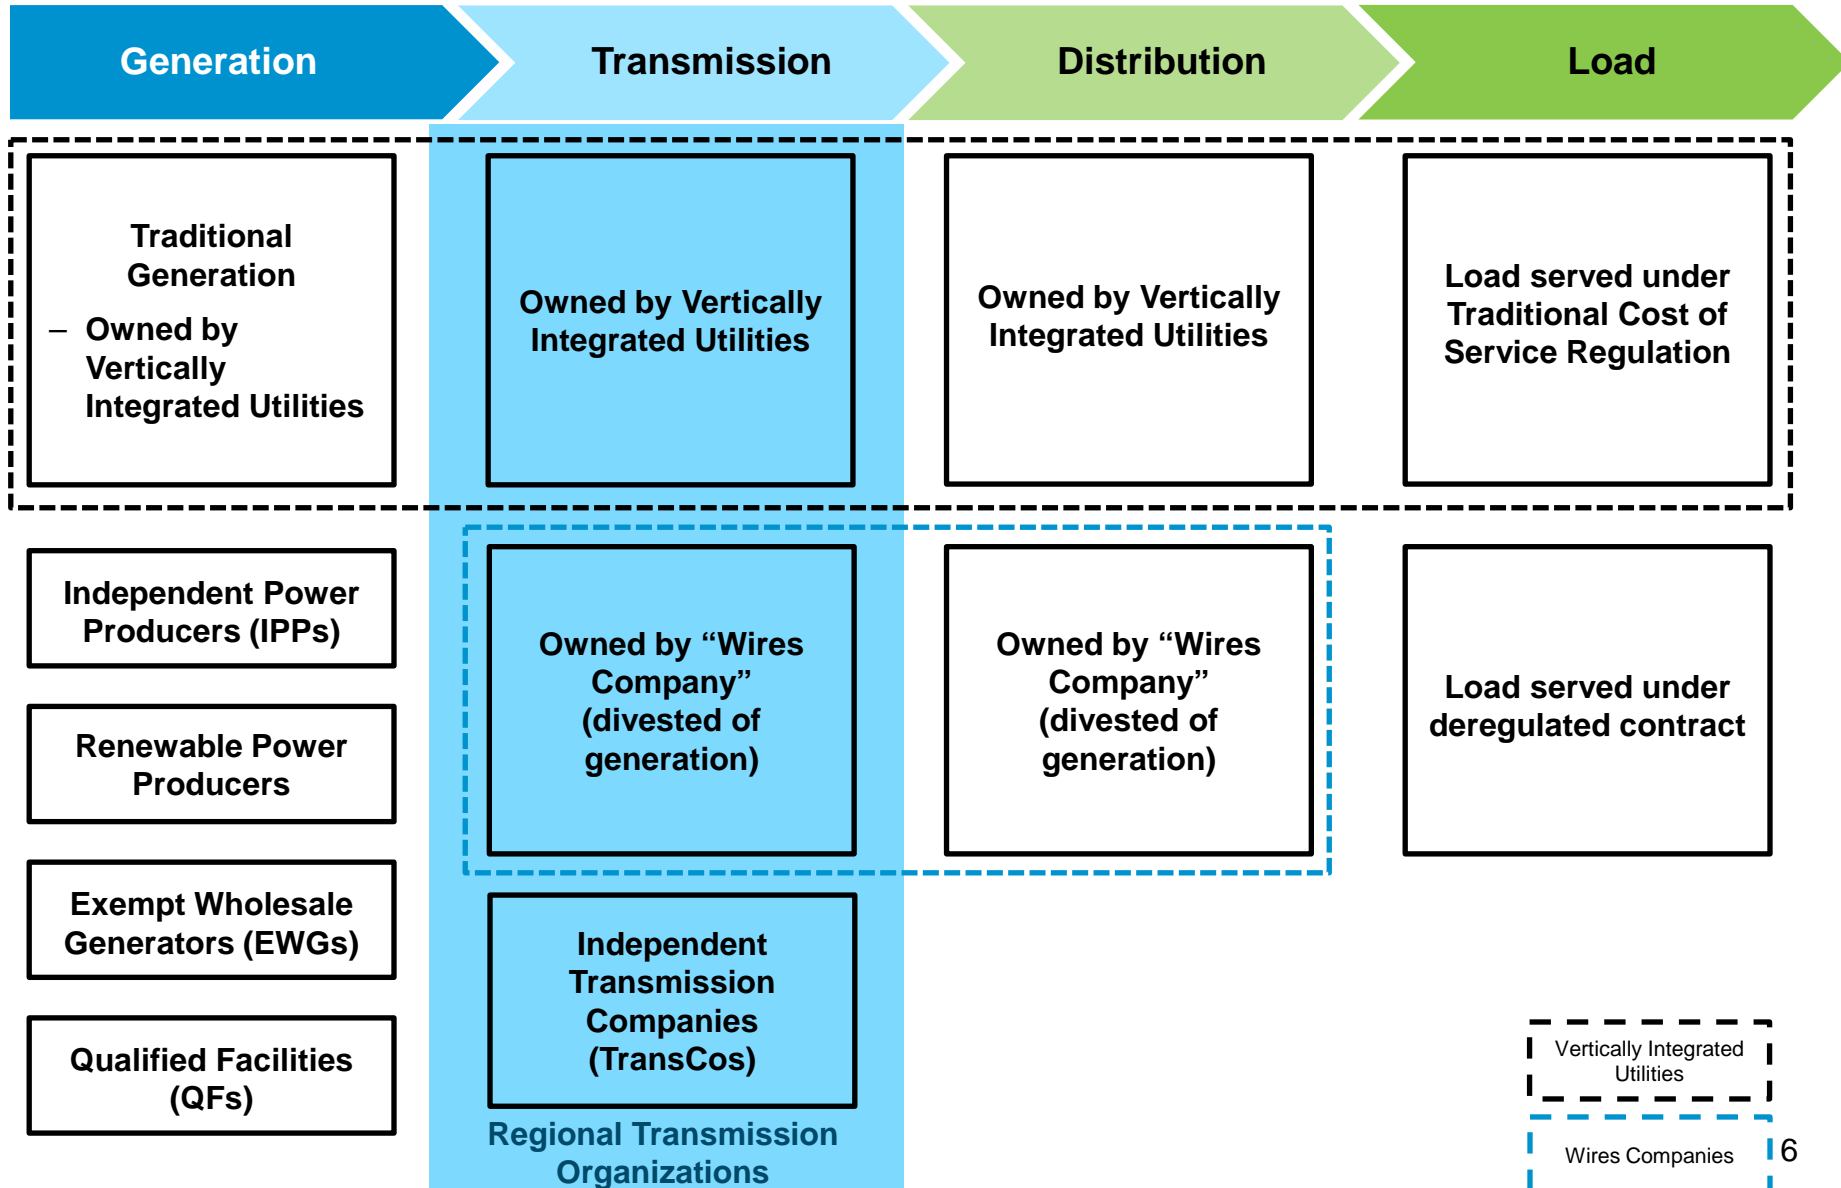 Generation
Transmission
Distribution
Load
Traditional
Generation
– Owned by
Vertically
Integrated Utilities
Owned by Vertically
Integrated Utilities
Owned by Vertically
Integrated Utilities
Load served under
Traditional Cost of
Service Regulation
Independent Power
Producers (IPPs)
Renewable Power
Producers
Exempt Wholesale
Generators (EWGs)
Qualified Facilities
(QFs)
Owned by “Wires
Company”
(divested of
generation)
Owned by “Wires
Company”
(divested of
generation)
Load served under
deregulated contract
Independent
Transmission
Companies
(TransCos)
Regional Transmission
Organizations
Vertically Integrated
Utilities
Wires Companies
6